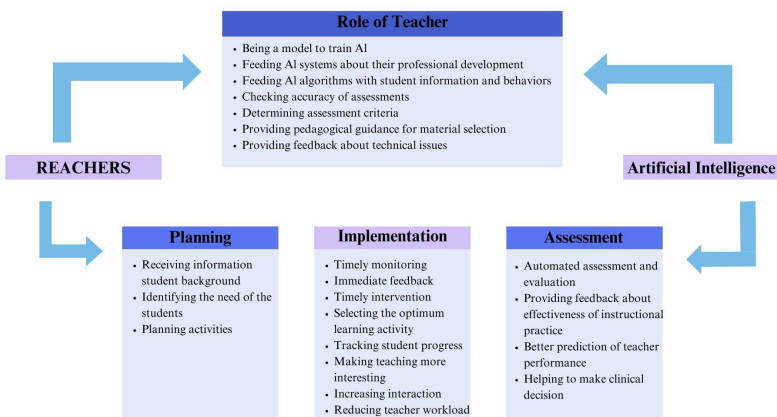 Role of Teacher
• Being a model to train Al
• Feeding Al systems about their professional development
• Feeding Al algorithms with student information and behaviors
• Checking accuracy of assessments
• Determining assessment criteria
• Providing pedagogical guidance for material selection
• Providing feedback about technical issues
REACHERS
Artificial Intelligence
Planning
• Receiving information
student background
• Identifying the need of the
students
• Planning activities
Implementation
• Timely monitoring
• Immediate feedback
• Timely intervention
• Selecting the optimum
learning activity
• Tracking student progress
• Making teaching more
interesting
• Increasing interaction
• Reducing teacher workload
Assessment
• Automated assessment and
evaluation
• Providing feedback about
effectiveness of instructional
practice
• Better prediction of teacher
performance
• Helping to make clinical
decision